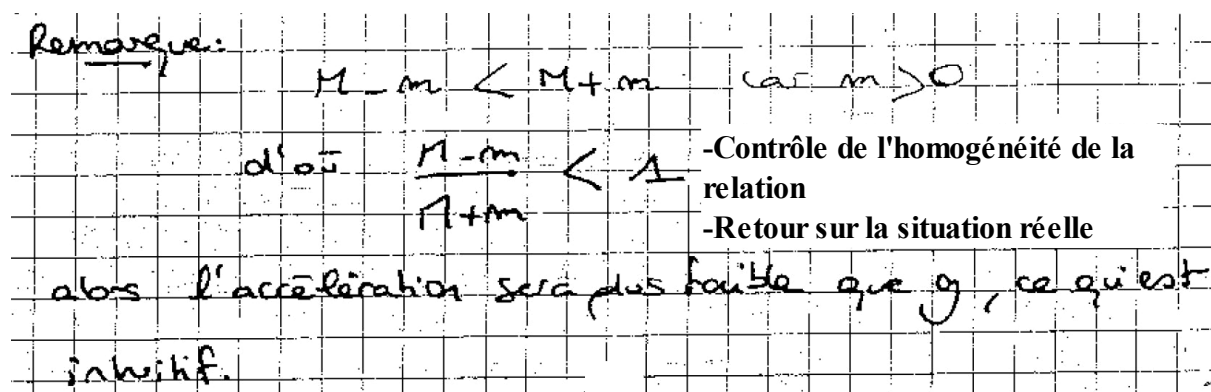 Remarque:
M-m < M+m car m>0
d'où M-m / M+m < 1
-Contrôle de l'homogénéité de la
relation
-Retour sur la situation réelle
alors l'accélération sera plus faible que g, ce qu'est
intuitif.